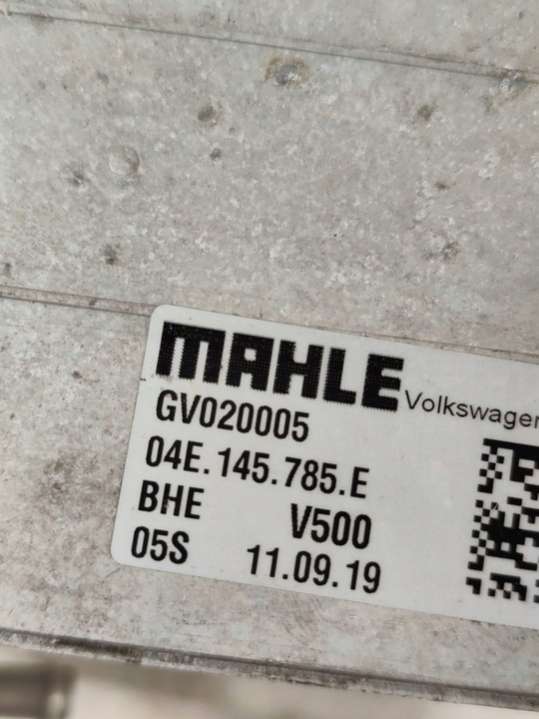 MAHLE Volkswagen
GV020005
04E.145.785.E
BHE V500
05S 11.09.19